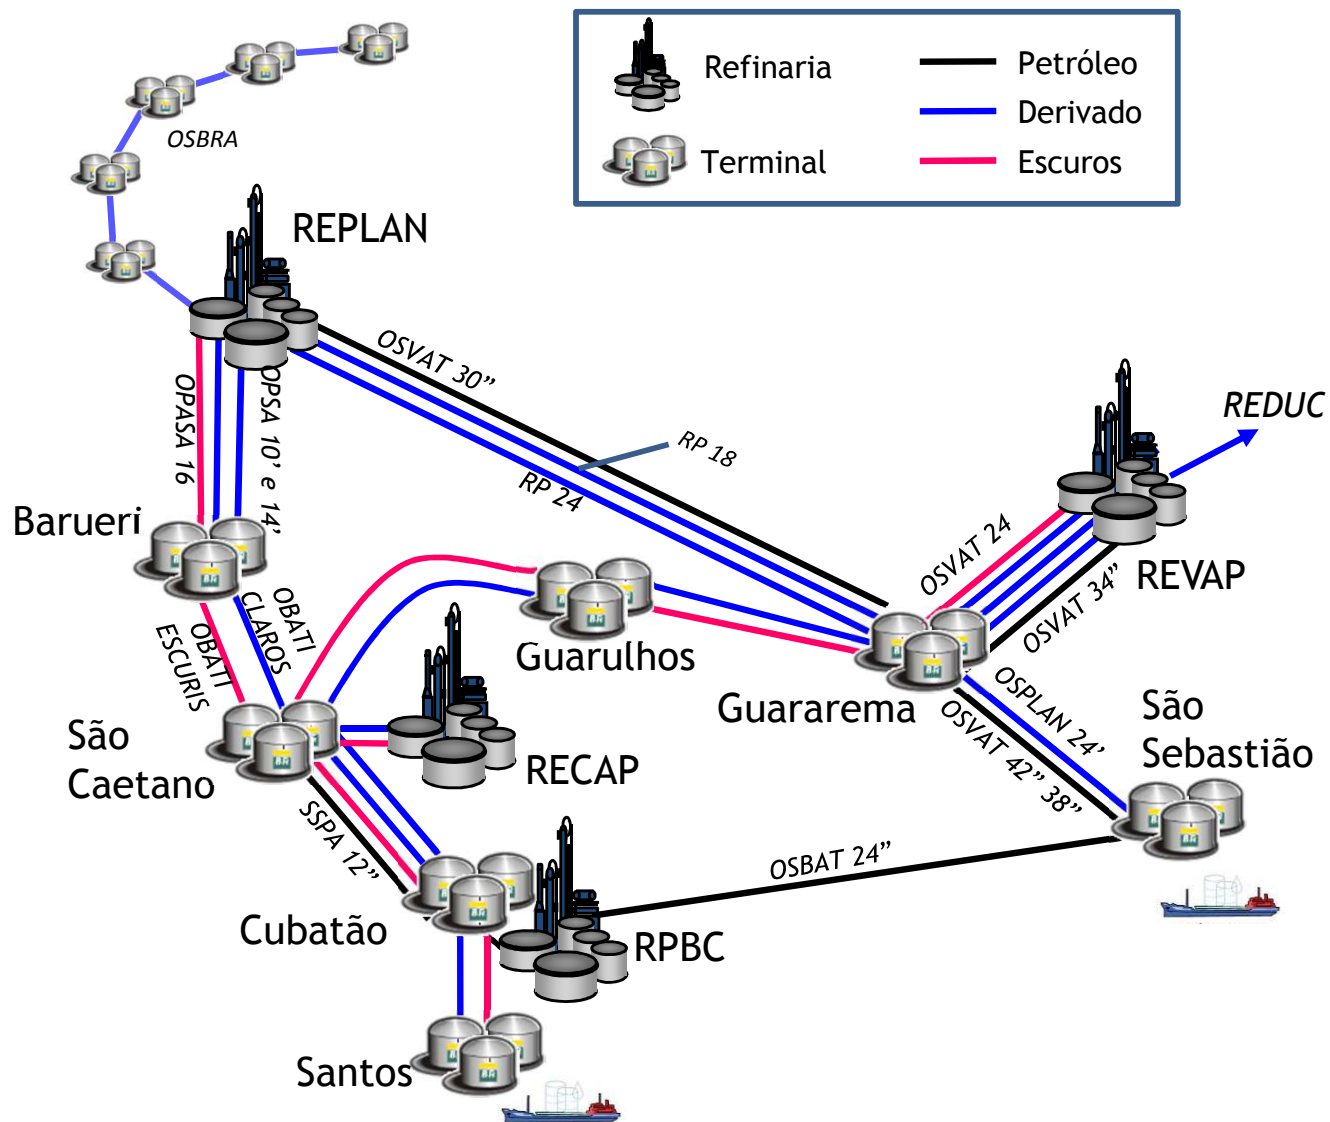 Refinaria
Petróleo
Derivado
Terminal
Escuros
OSBRA
REPLAN
OSVAT 30”
RP 18
RP 24
OPASA 16
OPSA 10’ e 14’
REDUC
Barueri
OSVAT 24
REVAP
OSVAT 34”
OBATI
CLAROS
OBATI
ESCURIS
Guarulhos
Guararema
OSPLAN 24’
OSVAT 42” 38”
São
Sebastião
São
Caetano
RECAP
SSPA 12”
OSBAT 24”
Cubatão
RPBC
Santos